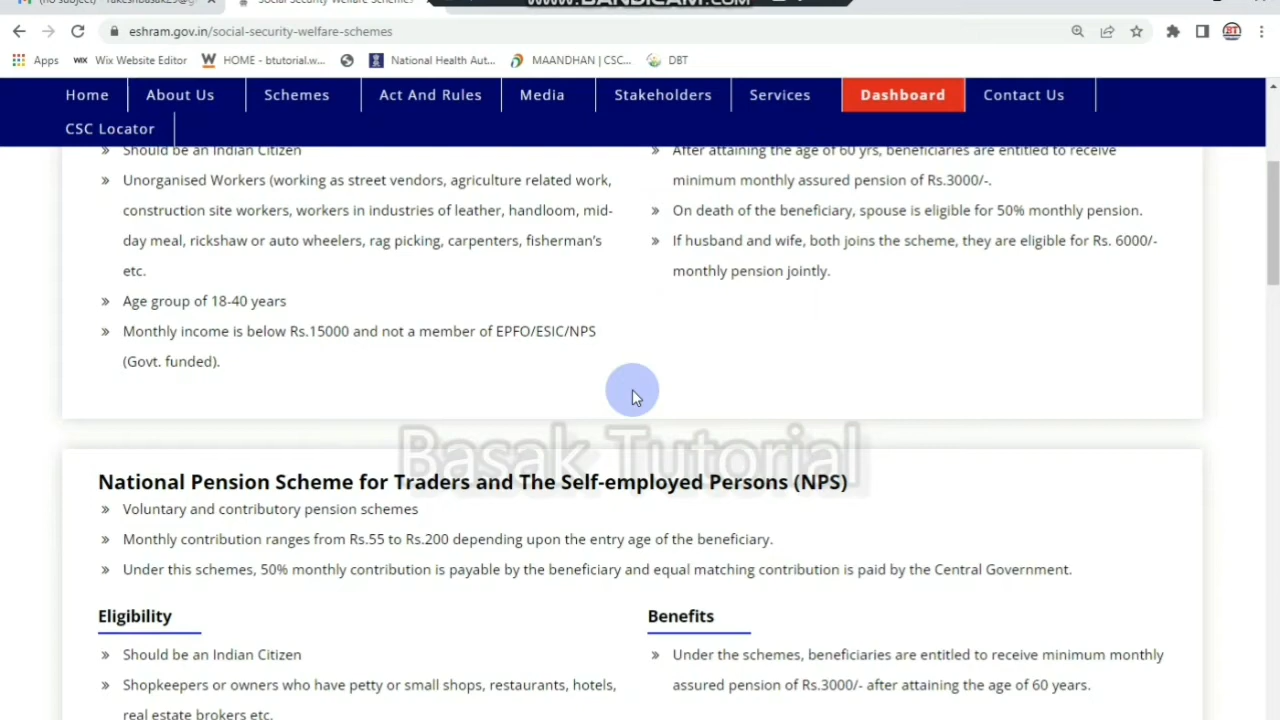 (no subject) - rakeshbasak25@g
Social Security Welfare Schemes
www.BANDICAM.com
eshram.gov.in/social-security-welfare-schemes
Apps
Wix Website Editor
HOME - btutorial.w...
National Health Aut...
MAANDHAN | CSC...
DBT
Home
About Us
Schemes
Act And Rules
Media
Stakeholders
Services
Dashboard
Contact Us
CSC Locator
» Should be an Indian Citizen
» Unorganised Workers (working as street vendors, agriculture related work,
construction site workers, workers in industries of leather, handloom, mid-
day meal, rickshaw or auto wheelers, rag picking, carpenters, fisherman's
etc.
» Age group of 18-40 years
» Monthly income is below Rs.15000 and not a member of EPFO/ESIC/NPS
(Govt. funded).
» After attaining the age of 60 yrs, beneficiaries are entitled to receive
minimum monthly assured pension of Rs.3000/-.
» On death of the beneficiary, spouse is eligible for 50% monthly pension.
» If husband and wife, both joins the scheme, they are eligible for Rs. 6000/-
monthly pension jointly.
Basak Tutorial
National Pension Scheme for Traders and The Self-employed Persons (NPS)
» Voluntary and contributory pension schemes
» Monthly contribution ranges from Rs.55 to Rs.200 depending upon the entry age of the beneficiary.
» Under this schemes, 50% monthly contribution is payable by the beneficiary and equal matching contribution is paid by the Central Government.
Eligibility
» Should be an Indian Citizen
» Shopkeepers or owners who have petty or small shops, restaurants, hotels,
real estate brokers etc.
Benefits
» Under the schemes, beneficiaries are entitled to receive minimum monthly
assured pension of Rs.3000/- after attaining the age of 60 years.